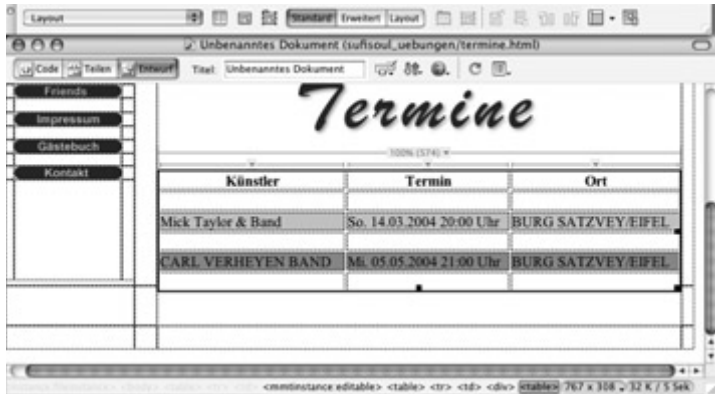 Layout Standard Erweitert Layout
Unbenanntes Dokument (sufisoul_uebungen/termine.html)
Code Teilen Entwurf Titel: Unbenanntes Dokument
Friends
Impressum
Gästebuch
Kontakt
Termine
100% (574)
Künstler Termin Ort
Mick Taylor & Band So. 14.03.2004 20:00 Uhr BURG SATZVEY/EIFEL
CARL VERHEYEN BAND Mi. 05.05.2004 21:00 Uhr BURG SATZVEY/EIFEL
<mmtinstance:editable> <table> <tr> <td> <div> <table> 767 x 308 32 K / 5 Sek